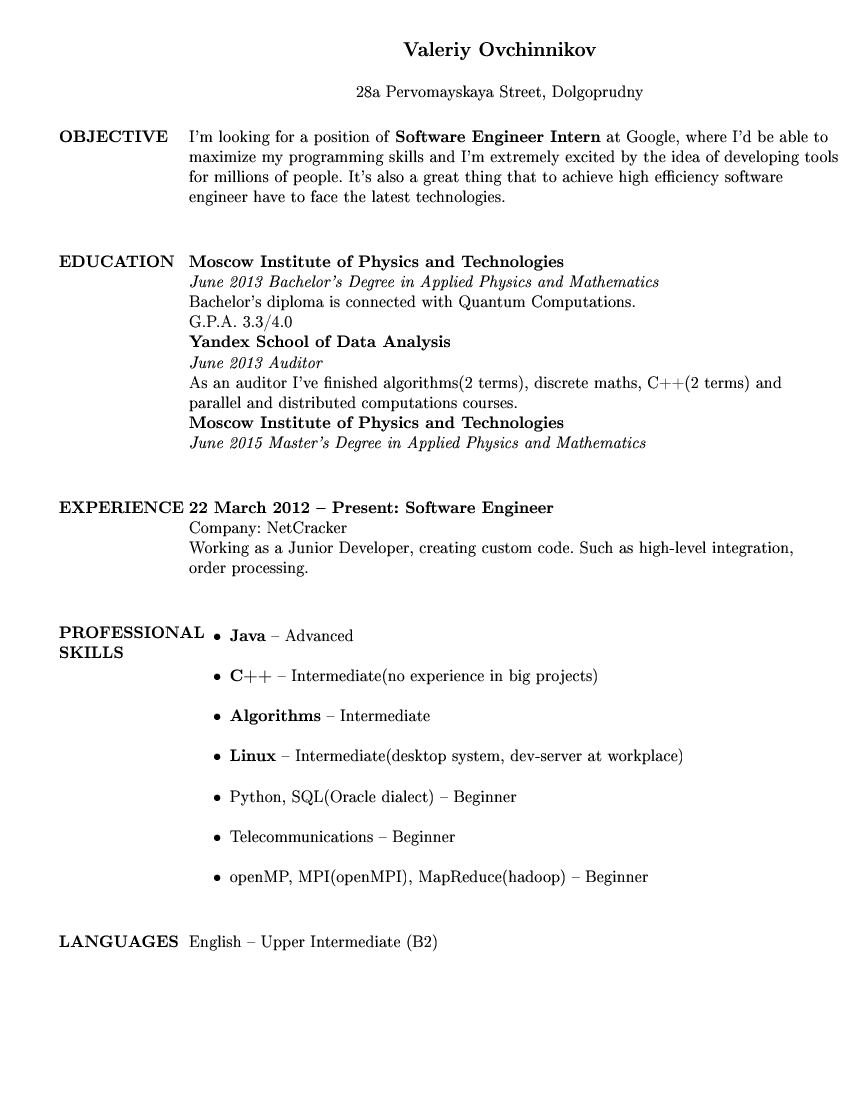 Valeriy Ovchinnikov
28a Pervomayskaya Street, Dolgoprudny
OBJECTIVE I'm looking for a position of Software Engineer Intern at Google, where I'd be able to
maximize my programming skills and I'm extremely excited by the idea of developing tools
for millions of people. It's also a great thing that to achieve high efficiency software
engineer have to face the latest technologies.
EDUCATION Moscow Institute of Physics and Technologies
June 2013 Bachelor's Degree in Applied Physics and Mathematics
Bachelor's diploma is connected with Quantum Computations.
G.P.A. 3.3/4.0
Yandex School of Data Analysis
June 2013 Auditor
As an auditor I've finished algorithms(2 terms), discrete maths, C++(2 terms) and
parallel and distributed computations courses.
Moscow Institute of Physics and Technologies
June 2015 Master's Degree in Applied Physics and Mathematics
EXPERIENCE 22 March 2012 – Present: Software Engineer
Company: NetCracker
Working as a Junior Developer, creating custom code. Such as high-level integration,
order processing.
PROFESSIONAL SKILLS
• Java – Advanced
• C++ – Intermediate(no experience in big projects)
• Algorithms – Intermediate
• Linux – Intermediate(desktop system, dev-server at workplace)
• Python, SQL(Oracle dialect) – Beginner
• Telecommunications – Beginner
• openMP, MPI(openMPI), MapReduce(hadoop) – Beginner
LANGUAGES English – Upper Intermediate (B2)